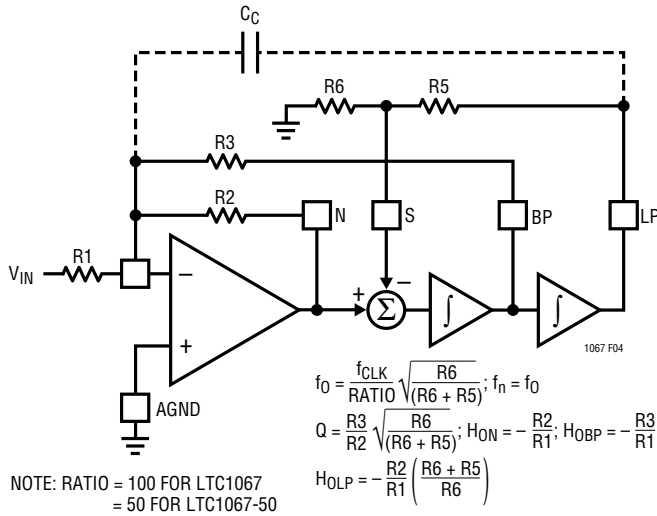 C_C
R6
R5
R3
R2
N
S
BP
LP
R1
V_IN
−
+
+
−
Σ
∫
∫
AGND
1067 F04
f_O = f_CLK/RATIO √(R6/(R6 + R5)); f_n = f_O
Q = R3/R2 √(R6/(R6 + R5)); H_ON = − R2/R1; H_OBP = − R3/R1
H_OLP = − R2/R1 ((R6 + R5)/R6)
NOTE: RATIO = 100 FOR LTC1067
= 50 FOR LTC1067-50